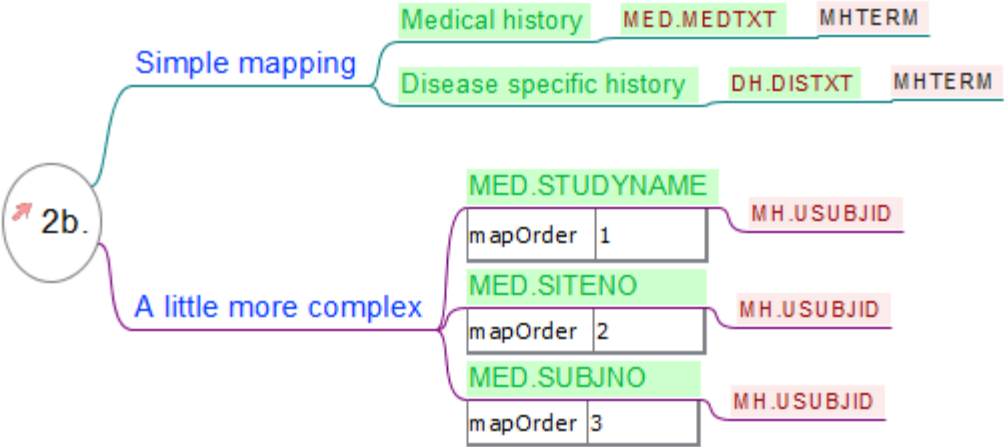 Medical history MED.MEDTXT MHTERM
Simple mapping
Disease specific history DH.DISTXT MHTERM
2b.
MED.STUDYNAME
mapOrder 1
MH.USUBJID
A little more complex
MED.SITENO
mapOrder 2
MH.USUBJID
MED.SUBJNO
mapOrder 3
MH.USUBJID